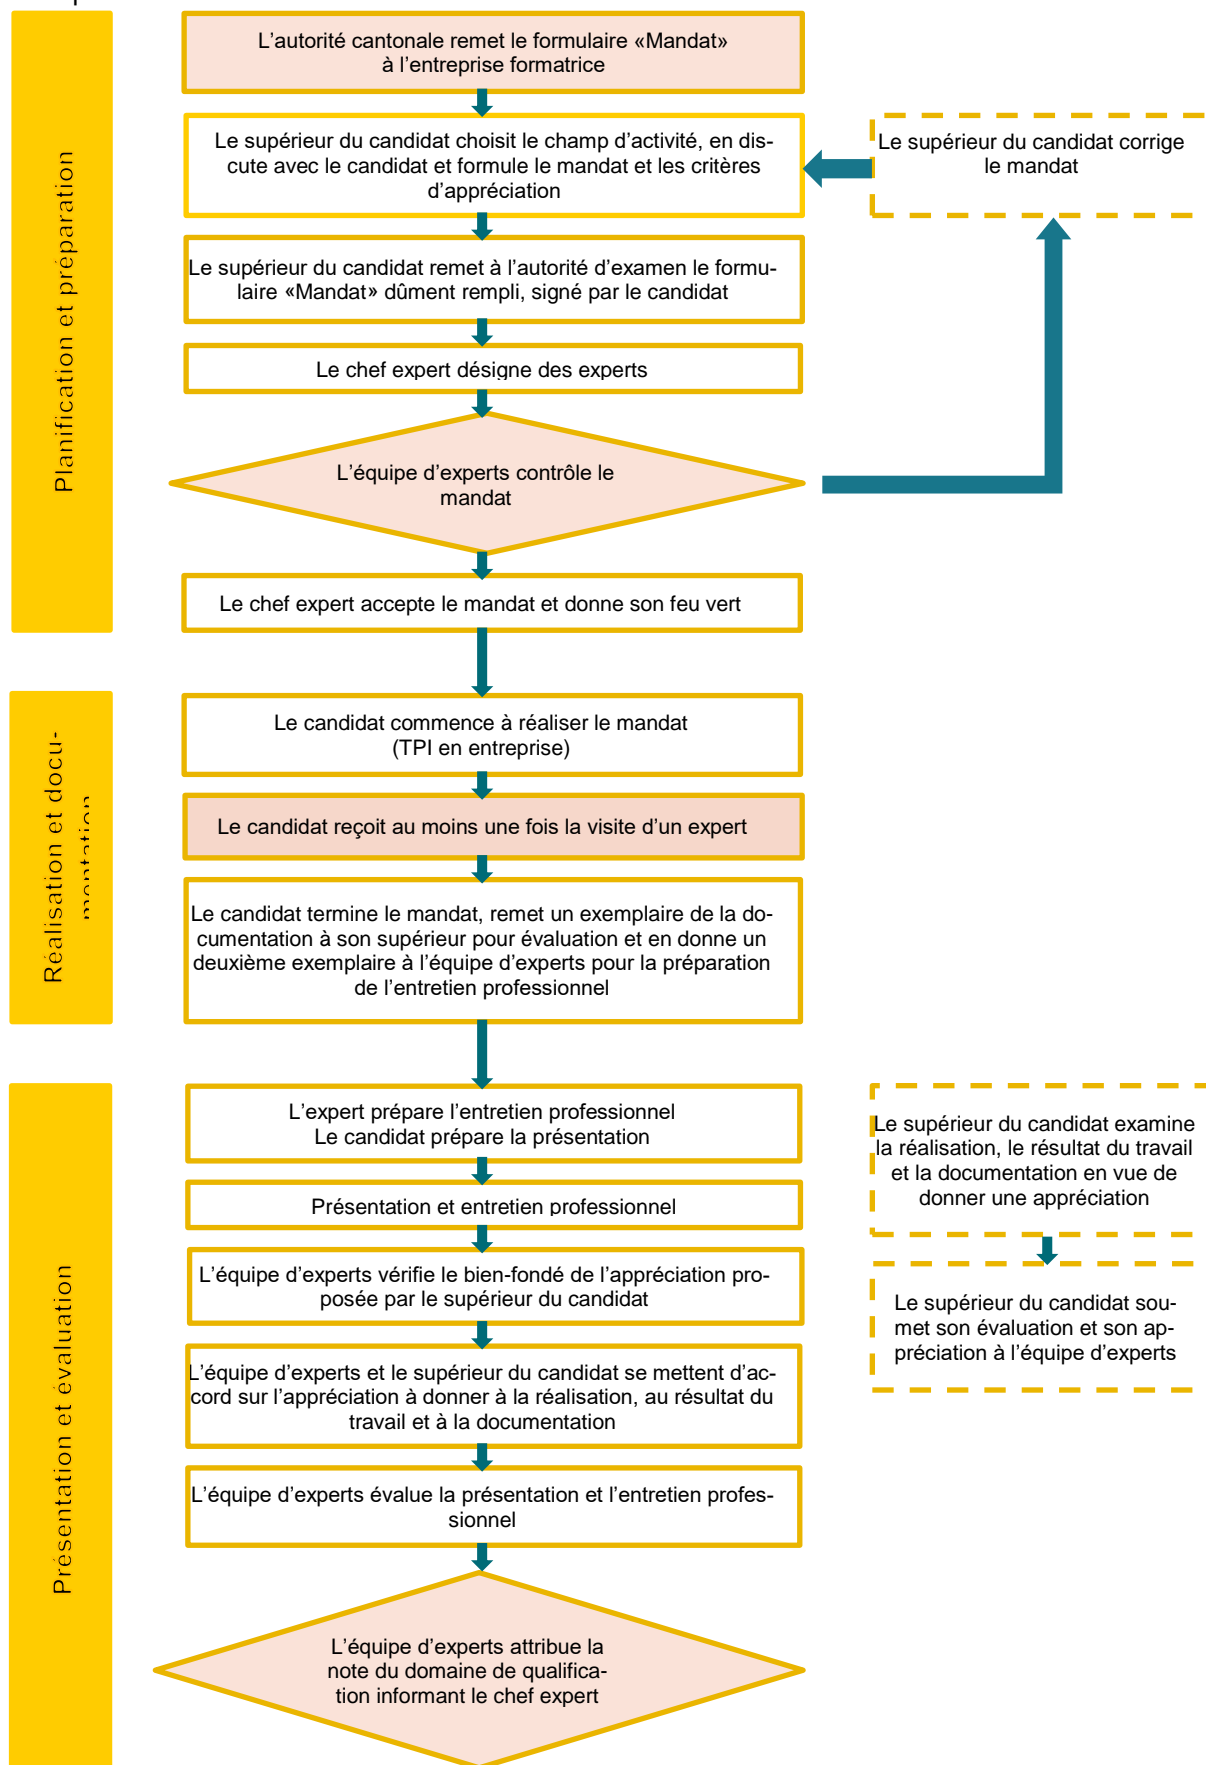 Planification et préparation
L’autorité cantonale remet le formulaire «Mandat»
à l’entreprise formatrice
Le supérieur du candidat choisit le champ d’activité, en dis-
cute avec le candidat et formule le mandat et les critères
d’appréciation
Le supérieur du candidat corrige
le mandat
Le supérieur du candidat remet à l’autorité d’examen le formu-
laire «Mandat» dûment rempli, signé par le candidat
Le chef expert désigne des experts
L’équipe d’experts contrôle le
mandat
Le chef expert accepte le mandat et donne son feu vert
Réalisation et docu-
mentation
Le candidat commence à réaliser le mandat
(TPI en entreprise)
Le candidat reçoit au moins une fois la visite d’un expert
Le candidat termine le mandat, remet un exemplaire de la do-
cumentation à son supérieur pour évaluation et en donne un
deuxième exemplaire à l’équipe d’experts pour la préparation
de l’entretien professionnel
Présentation et évaluation
L’expert prépare l’entretien professionnel
Le candidat prépare la présentation
Présentation et entretien professionnel
L’équipe d’experts vérifie le bien-fondé de l’appréciation pro-
posée par le supérieur du candidat
L’équipe d’experts et le supérieur du candidat se mettent d’ac-
cord sur l’appréciation à donner à la réalisation, au résultat du
travail et à la documentation
L’équipe d’experts évalue la présentation et l’entretien profes-
sionnel
L’équipe d’experts attribue la
note du domaine de qualifica-
tion informant le chef expert
Le supérieur du candidat examine
la réalisation, le résultat du travail
et la documentation en vue de
donner une appréciation
Le supérieur du candidat sou-
met son évaluation et son ap-
préciation à l’équipe d’experts